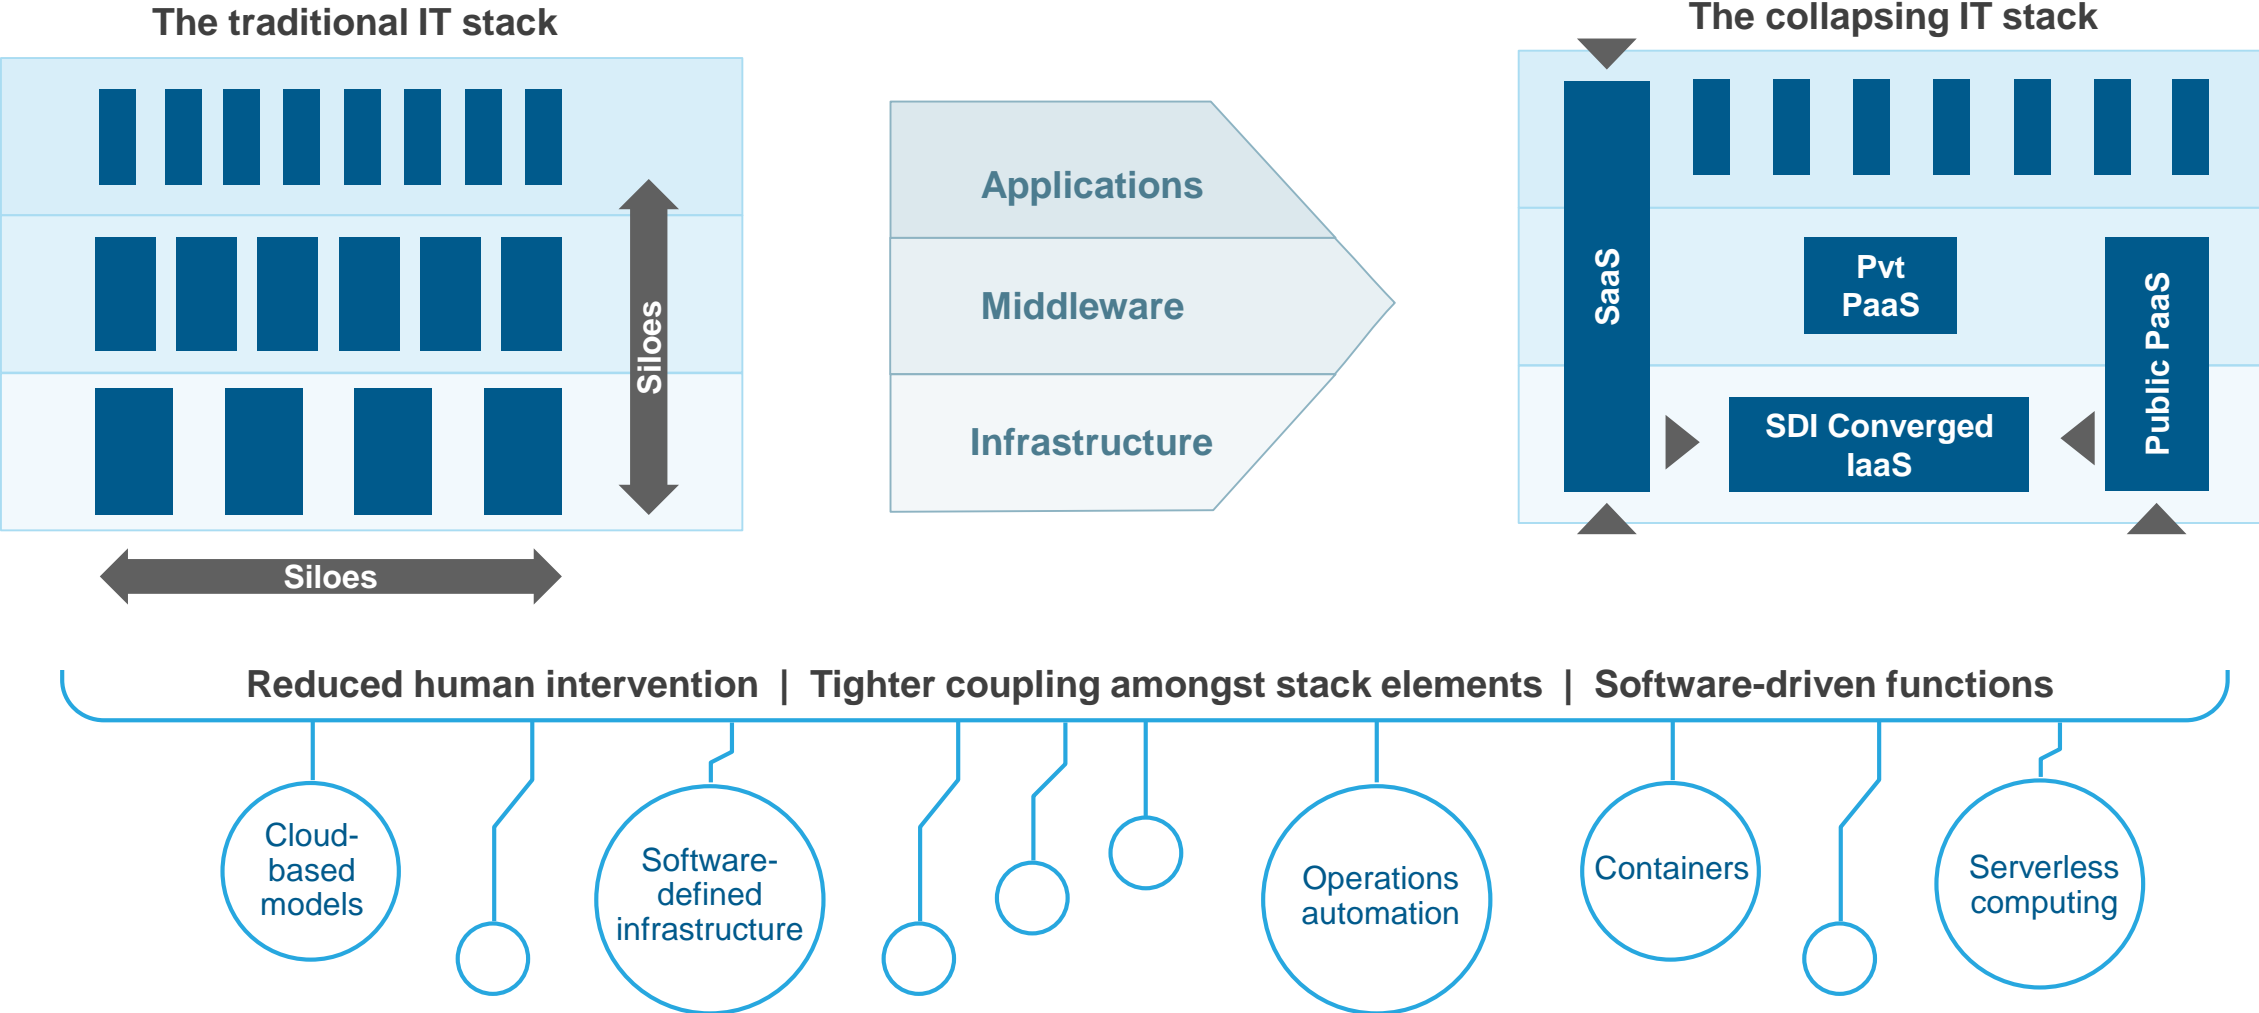 The traditional IT stack
The collapsing IT stack
Siloes
Siloes
Applications
Middleware
Infrastructure
SaaS
Pvt
PaaS
Public PaaS
SDI Converged
IaaS
Reduced human intervention | Tighter coupling amongst stack elements | Software-driven functions
Cloud-
based
models
Software-
defined
infrastructure
Operations
automation
Containers
Serverless
computing